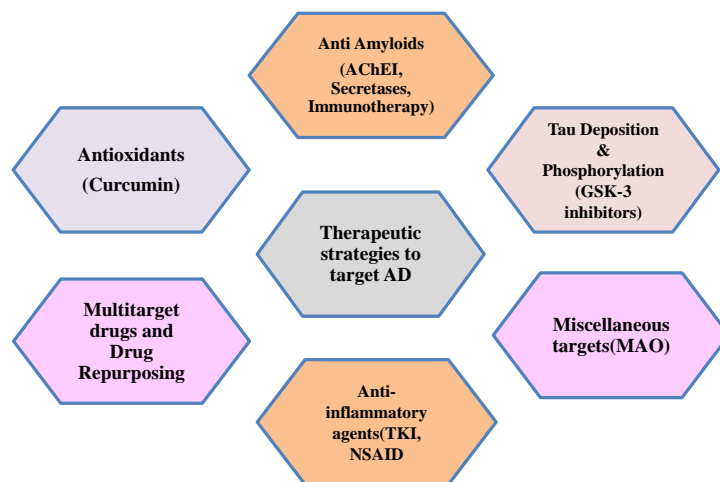 Anti Amyloids
(AChEI,
Secretases,
Immunotherapy)
Antioxidants
(Curcumin)
Tau Deposition
&
Phosphorylation
(GSK-3
inhibitors)
Therapeutic
strategies to
target AD
Multitarget
drugs and
Drug
Repurposing
Miscellaneous
targets(MAO)
Anti-
inflammatory
agents(TKI,
NSAID